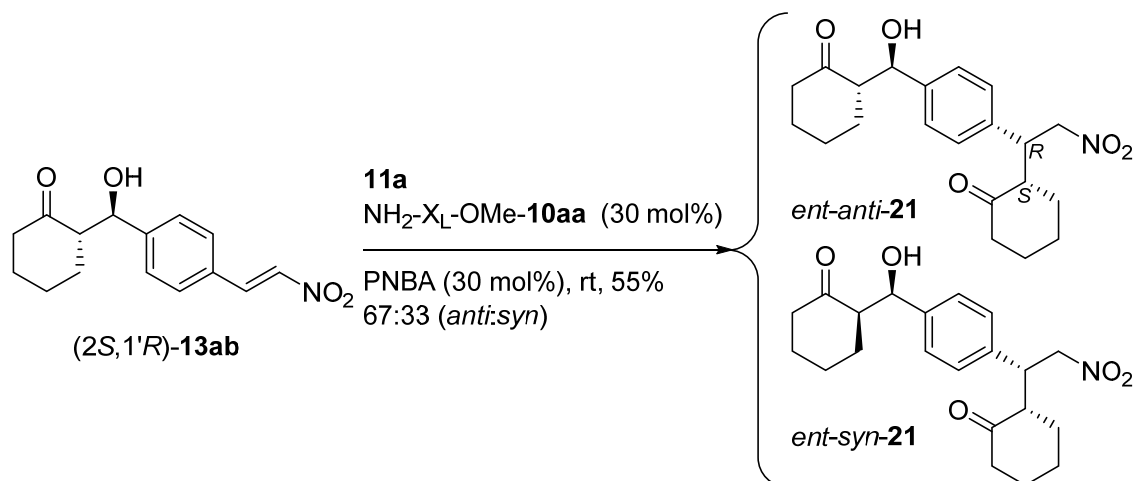 O
OH
NO2
(2S,1'R)-13ab
11a
NH2-XL-OMe-10aa (30 mol%)
PNBA (30 mol%), rt, 55%
67:33 (anti:syn)
O
OH
NO2
R
O
S
ent-anti-21
O
OH
NO2
O
ent-syn-21